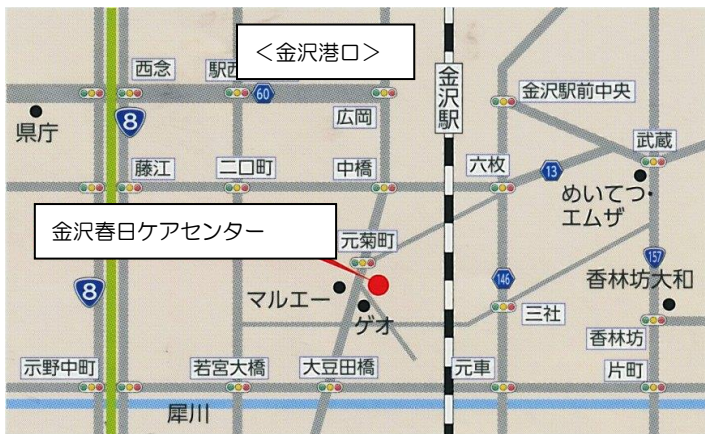 ＜金沢港口＞
西念
駅西
60
広岡
金沢駅
金沢駅前中央
県庁
8
武蔵
藤江
二口町
中橋
六枚
13
めいてつ・
エムザ
金沢春日ケアセンター
元菊町
157
8
マルエー
ゲオ
146
三社
香林坊大和
香林坊
示野中町
若宮大橋
大豆田橋
元車
片町
犀川